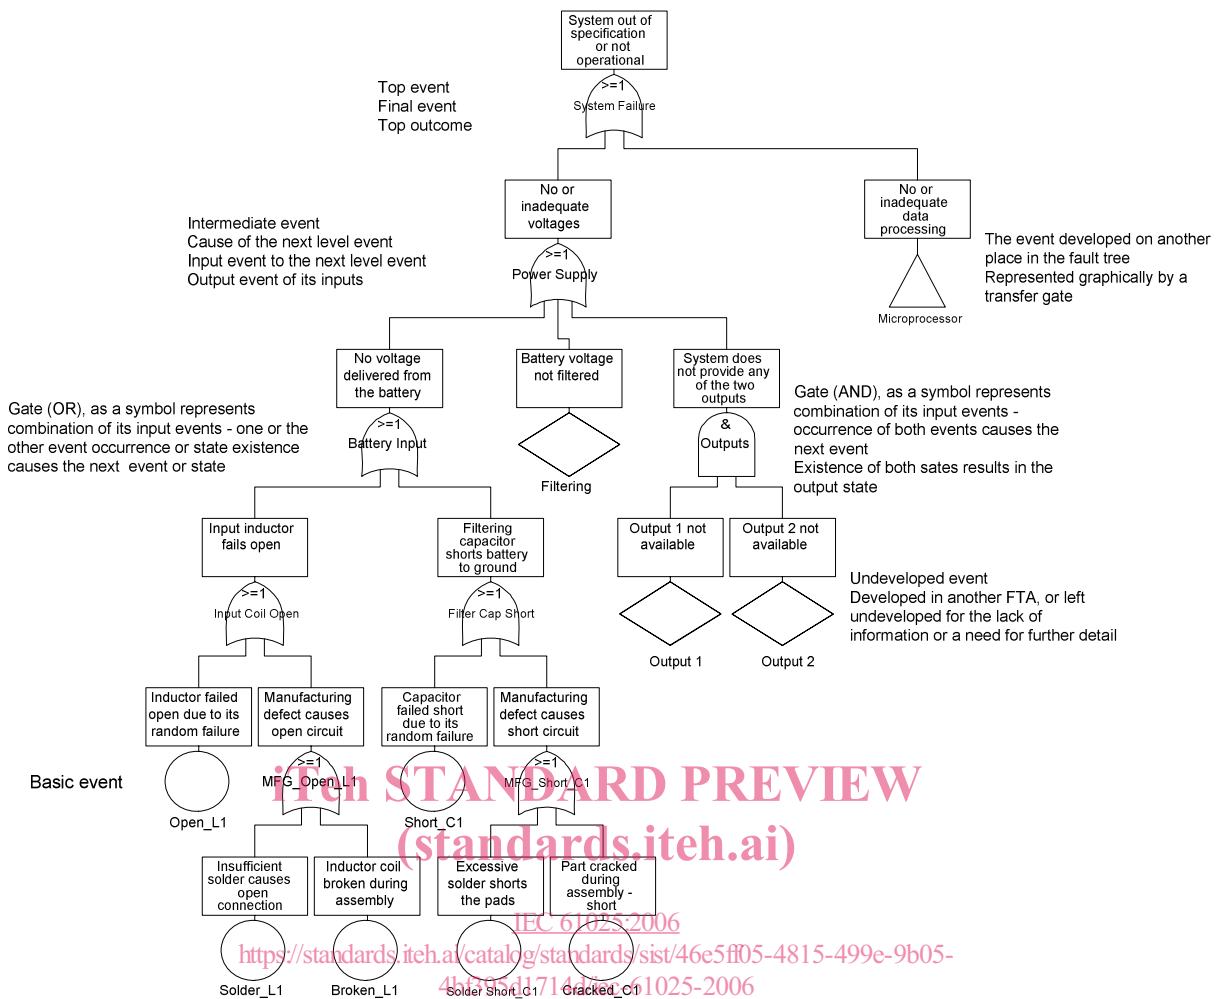 System out of
specification
or not
operational
>=1
System Failure
Top event
Final event
Top outcome
No or
inadequate
voltages
No or
inadequate
data
processing
Intermediate event
Cause of the next level event
Input event to the next level event
Output event of its inputs
>=1
Power Supply
The event developed on another
place in the fault tree
Represented graphically by a
transfer gate
Microprocessor
No voltage
delivered from
the battery
Battery voltage
not filtered
System does
not provide any
of the two
outputs
Gate (OR), as a symbol represents
combination of its input events - one or the
other event occurrence or state existence
causes the next event or state
>=1
Battery Input
Filtering
&
Outputs
Gate (AND), as a symbol represents
combination of its input events -
occurrence of both events causes the
next event
Existence of both sates results in the
output state
Input inductor
fails open
Filtering
capacitor
shorts battery
to ground
Output 1 not
available
Output 2 not
available
>=1
Input Coil Open
>=1
Filter Cap Short
Output 1
Output 2
Undeveloped event
Developed in another FTA, or left
undeveloped for the lack of
information or a need for further detail
Inductor failed
open due to its
random failure
Manufacturing
defect causes
open circuit
Capacitor
failed short
due to its
random failure
Manufacturing
defect causes
short circuit
Basic event
Open_L1
>=1
MFG_Open_L1
Short_C1
>=1
MFG_Short_C1
iTeh STANDARD PREVIEW
(standards.iteh.ai)
Insufficient
solder causes
open
connection
Inductor coil
broken during
assembly
Excessive
solder shorts
the pads
Part cracked
during
assembly -
short
IEC 61025:2006
https://standards.iteh.ai/catalog/standards/sist/46e5ff05-4815-499e-9b05-
4bf395d1714d/iec-61025-2006
Solder_L1
Broken_L1
Solder Short_C1
Cracked_C1